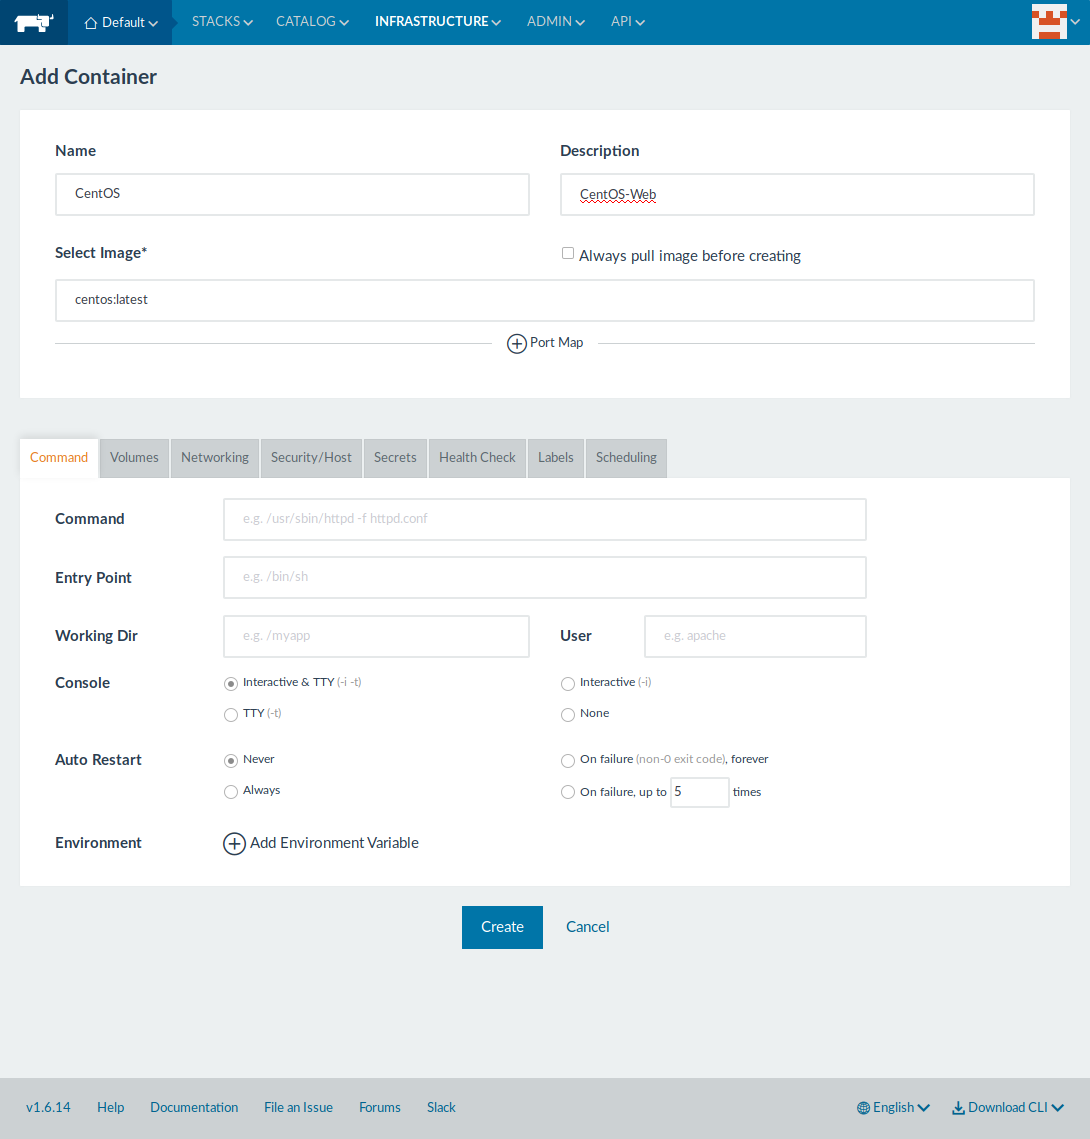 Default STACKS CATALOG INFRASTRUCTURE ADMIN API
Add Container
Name Description
CentOS CentOS-Web
Select Image* Always pull image before creating
centos:latest
Port Map
Command Volumes Networking Security/Host Secrets Health Check Labels Scheduling
Command e.g. /usr/sbin/httpd -f httpd.conf
Entry Point e.g. /bin/sh
Working Dir e.g. /myapp User e.g. apache
Console Interactive & TTY (-i -t) Interactive (-i)
TTY (-t) None
Auto Restart Never On failure (non-0 exit code), forever
Always On failure, up to 5 times
Environment Add Environment Variable
Create Cancel
v1.6.14 Help Documentation File an Issue Forums Slack English Download CLI